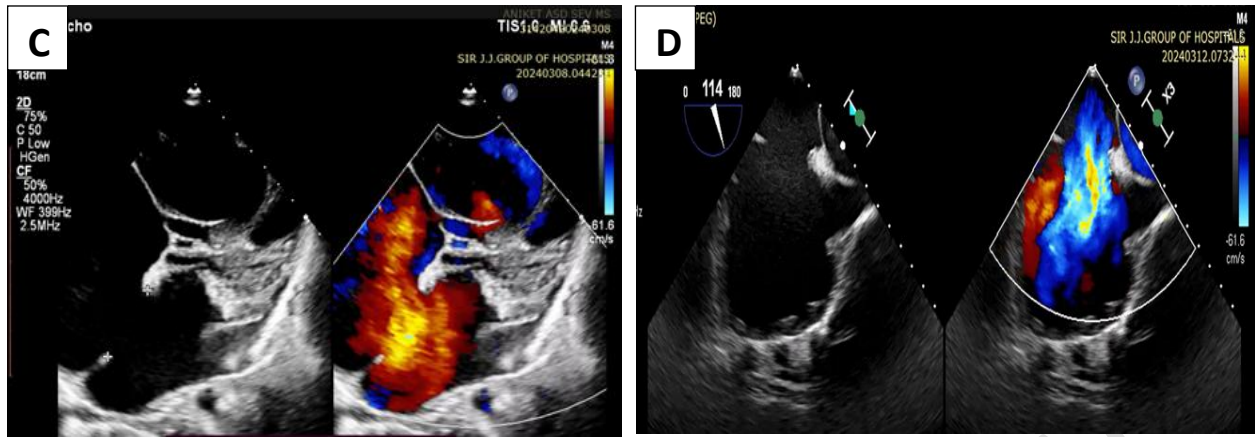 C
cho
TIS1.0 MI 0.6
M4
SIR J.J.GROUP OF HOSPITALS
18cm
2D
75%
C 50
P Low
HGen
CF
50%
4000Hz
WF 399Hz
2.5MHz
P
-61.6
cm/s
D
PEG)
M4
SIR J.J.GROUP OF HOSPITALS
0 114 180
P
X3
-61.6
cm/s